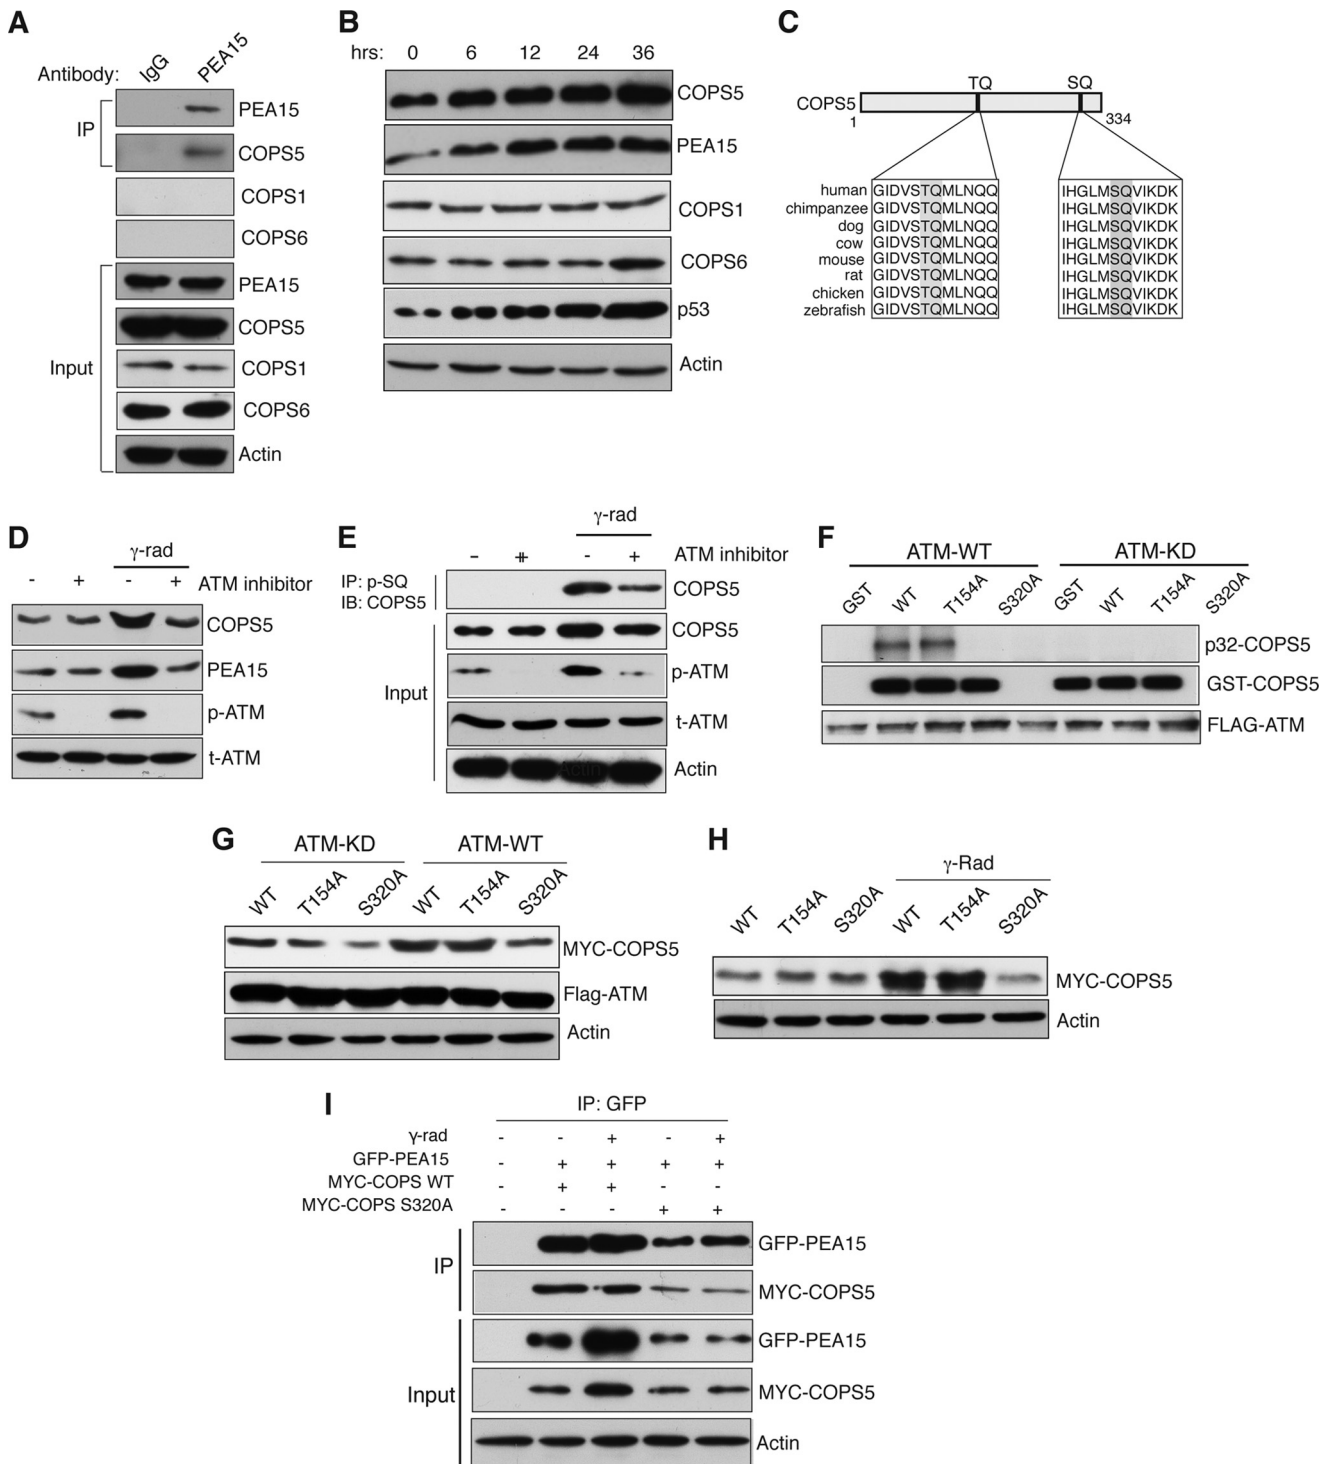 A
Antibody: IgG PEA15
IP
PEA15
COPS5
COPS1
COPS6
Input
PEA15
COPS5
COPS1
COPS6
Actin
B
hrs: 0 6 12 24 36
COPS5
PEA15
COPS1
COPS6
p53
Actin
C
TQ SQ
COPS5
1 334
human GIDVSTQMLNQQ IHGLMSQVIKDK
chimpanzee GIDVSTQMLNQQ IHGLMSQVIKDK
dog GIDVSTQMLNQQ IHGLMSQVIKDK
cow GIDVSTQMLNQQ IHGLMSQVIKDK
mouse GIDVSTQMLNQQ IHGLMSQVIKDK
rat GIDVSTQMLNQQ IHGLMSQVIKDK
chicken GIDVSTQMLNQQ IHGLMSQVIKDK
zebrafish GIDVSTQMLNQQ IHGLMSQVIKDK
D
γ-rad
- + - + ATM inhibitor
COPS5
PEA15
p-ATM
t-ATM
E
γ-rad
- + - + ATM inhibitor
IP: p-SQ
IB: COPS5
COPS5
Input
COPS5
p-ATM
t-ATM
Actin
Actin
F
ATM-WT ATM-KD
GST WT T154A S320A GST WT T154A S320A
p32-COPS5
GST-COPS5
FLAG-ATM
G
ATM-KD ATM-WT
WT T154A S320A WT T154A S320A
MYC-COPS5
Flag-ATM
Actin
H
γ-Rad
WT T154A S320A WT T154A S320A
MYC-COPS5
Actin
I
IP: GFP
γ-rad - - + - +
GFP-PEA15 - + + + +
MYC-COPS WT - + + - -
MYC-COPS S320A - - - + +
IP
GFP-PEA15
MYC-COPS5
Input
GFP-PEA15
MYC-COPS5
Actin